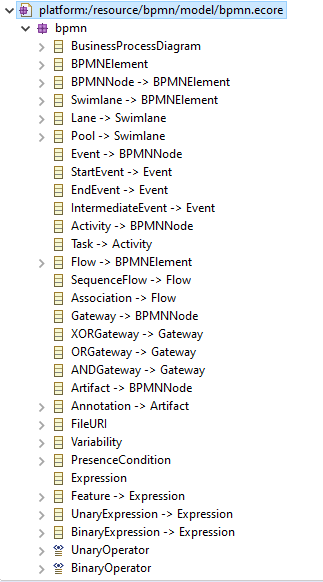 platform:/resource/bpmn/model/bpmn.ecore
bpmn
BusinessProcessDiagram
BPMNElement
BPMNNode -> BPMNElement
Swimlane -> BPMNElement
Lane -> Swimlane
Pool -> Swimlane
Event -> BPMNNode
StartEvent -> Event
EndEvent -> Event
IntermediateEvent -> Event
Activity -> BPMNNode
Task -> Activity
Flow -> BPMNElement
SequenceFlow -> Flow
Association -> Flow
Gateway -> BPMNNode
XORGateway -> Gateway
ORGateway -> Gateway
ANDGateway -> Gateway
Artifact -> BPMNNode
Annotation -> Artifact
FileURI
Variability
PresenceCondition
Expression
Feature -> Expression
UnaryExpression -> Expression
BinaryExpression -> Expression
UnaryOperator
BinaryOperator